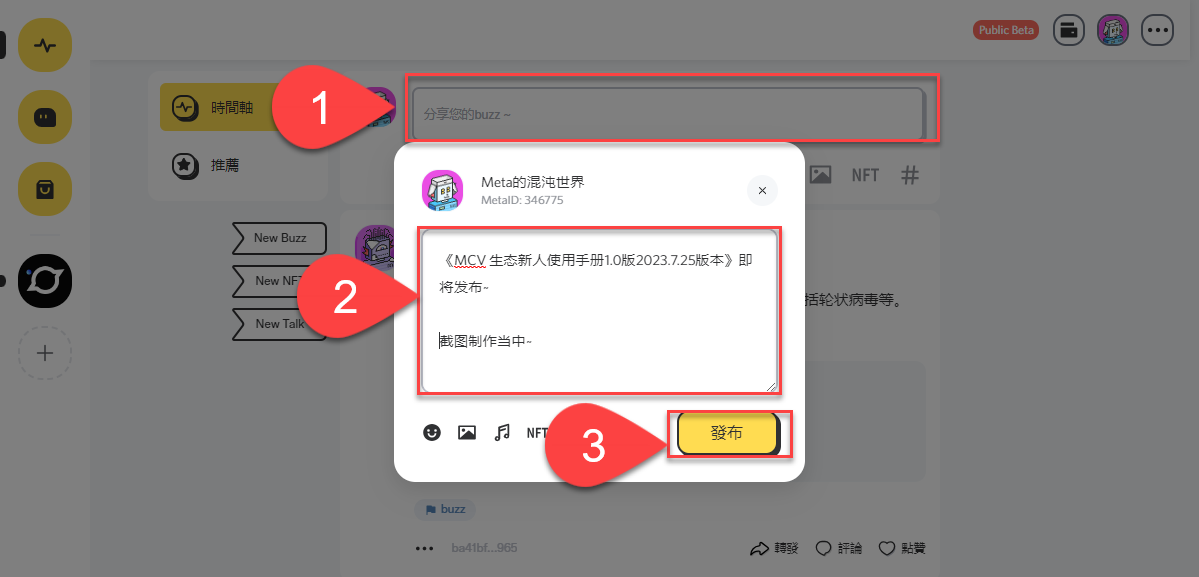 Public Beta
時間軸
1
分享您的buzz ~
推薦
NFT
#
Meta的混沌世界
MetaID: 346775
New Buzz
《MCV 生态新人使用手册1.0版2023.7.25版本》即
将发布~
New NF
2
括轮状病毒等。
New Talk
截图制作当中~
NFT
3
發布
buzz
ba41bf...965
轉發
評論
點贊